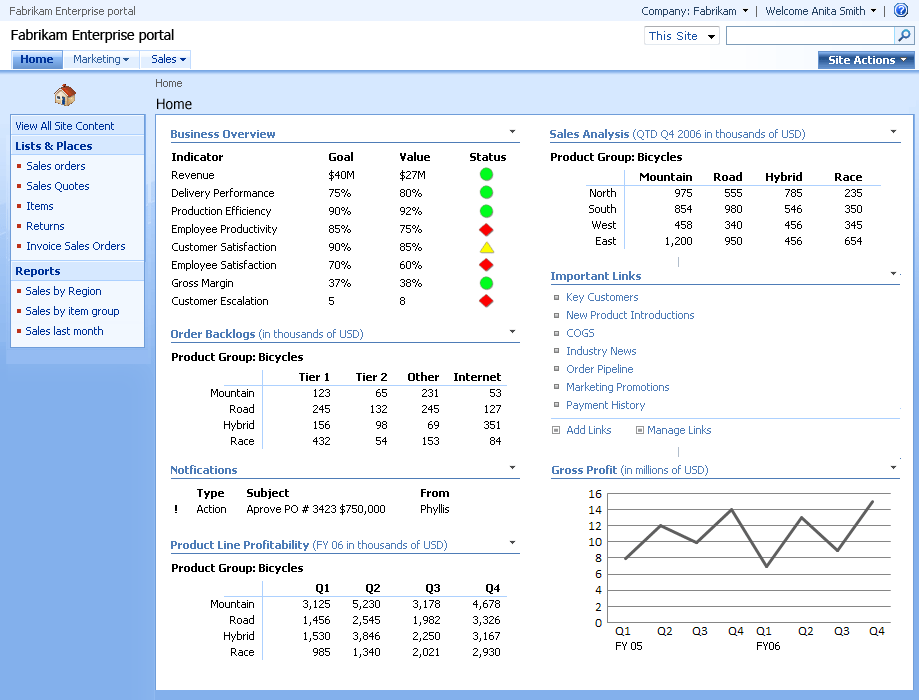 Fabrikam Enterprise portal
Company: Fabrikam | Welcome Anita Smith | ?
Fabrikam Enterprise portal
This Site
Home Marketing Sales
Site Actions
Home
Home
View All Site Content
Lists & Places
Sales orders
Sales Quotes
Items
Returns
Invoice Sales Orders
Reports
Sales by Region
Sales by item group
Sales last month
Business Overview
Indicator Goal Value Status
Revenue $40M $27M
Delivery Performance 75% 80%
Production Efficiency 90% 92%
Employee Productivity 85% 75%
Customer Satisfaction 90% 85%
Employee Satisfaction 70% 60%
Gross Margin 37% 38%
Customer Escalation 5 8
Order Backlogs (in thousands of USD)
Product Group: Bicycles
Tier 1 Tier 2 Other Internet
Mountain 123 65 231 53
Road 245 132 245 127
Hybrid 156 98 69 351
Race 432 54 153 84
Notfications
Type Subject From
! Action Aprove PO # 3423 $750,000 Phyllis
Product Line Profitability (FY 06 in thousands of USD)
Product Group: Bicycles
Q1 Q2 Q3 Q4
Mountain 3,125 5,230 3,178 4,678
Road 1,456 2,545 1,982 3,326
Hybrid 1,530 3,846 2,250 3,167
Race 985 1,340 2,021 2,930
Sales Analysis (QTD Q4 2006 in thousands of USD)
Product Group: Bicycles
Mountain Road Hybrid Race
North 975 555 785 235
South 854 980 546 350
West 458 340 456 345
East 1,200 950 456 654
Important Links
Key Customers
New Product Introductions
COGS
Industry News
Order Pipeline
Marketing Promotions
Payment History
Add Links Manage Links
Gross Profit (in millions of USD)
16
14
12
10
8
6
4
2
0
Q1 Q2 Q3 Q4 Q1 Q2 Q3 Q4
FY 05 FY06